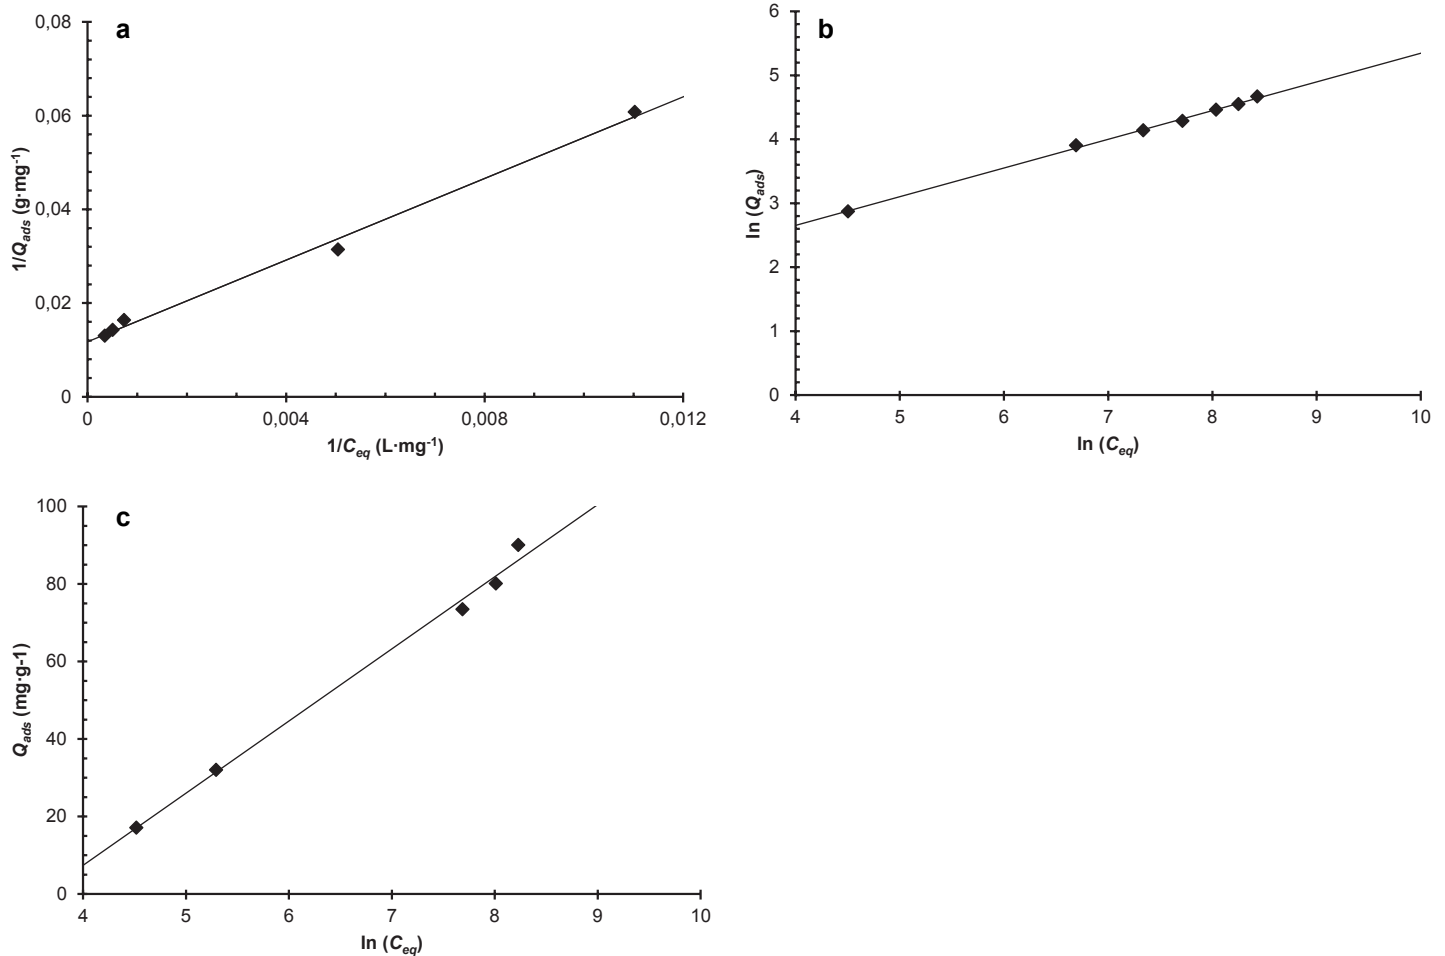 a
0,08
0,06
0,04
0,02
0
1/Qads (g·mg-1)
0 0,004 0,008 0,012
1/Ceq (L·mg-1)
b
6
5
4
3
2
1
0
ln (Qads)
4 5 6 7 8 9 10
ln (Ceq)
c
100
80
60
40
20
0
Qads (mg·g-1)
4 5 6 7 8 9 10
ln (Ceq)